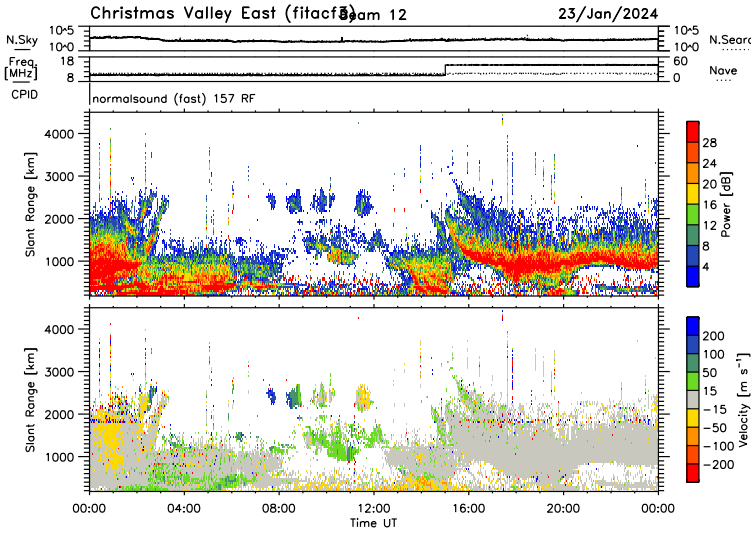 Christmas Valley East (fitacf3)
Beam 12
23/Jan/2024
N.Sky
10^5
10^0
10^5
10^0
N.Searc
Freq.
[MHz]
18
8
60
0
Nave
CPID
normalsound (fast) 157 RF
Slant Range [km]
4000
3000
2000
1000
28
24
20
16
12
8
4
Power [dB]
Slant Range [km]
4000
3000
2000
1000
200
100
50
15
-15
-50
-100
-200
Velocity [m s⁻¹]
00:00
04:00
08:00
12:00
16:00
20:00
00:00
Time UT